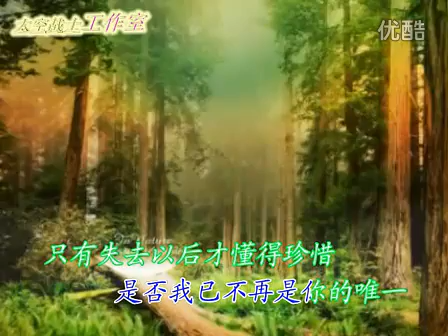 太空战士工作室
优酷
只有失去以后才懂得珍惜
是否我已不再是你的唯一